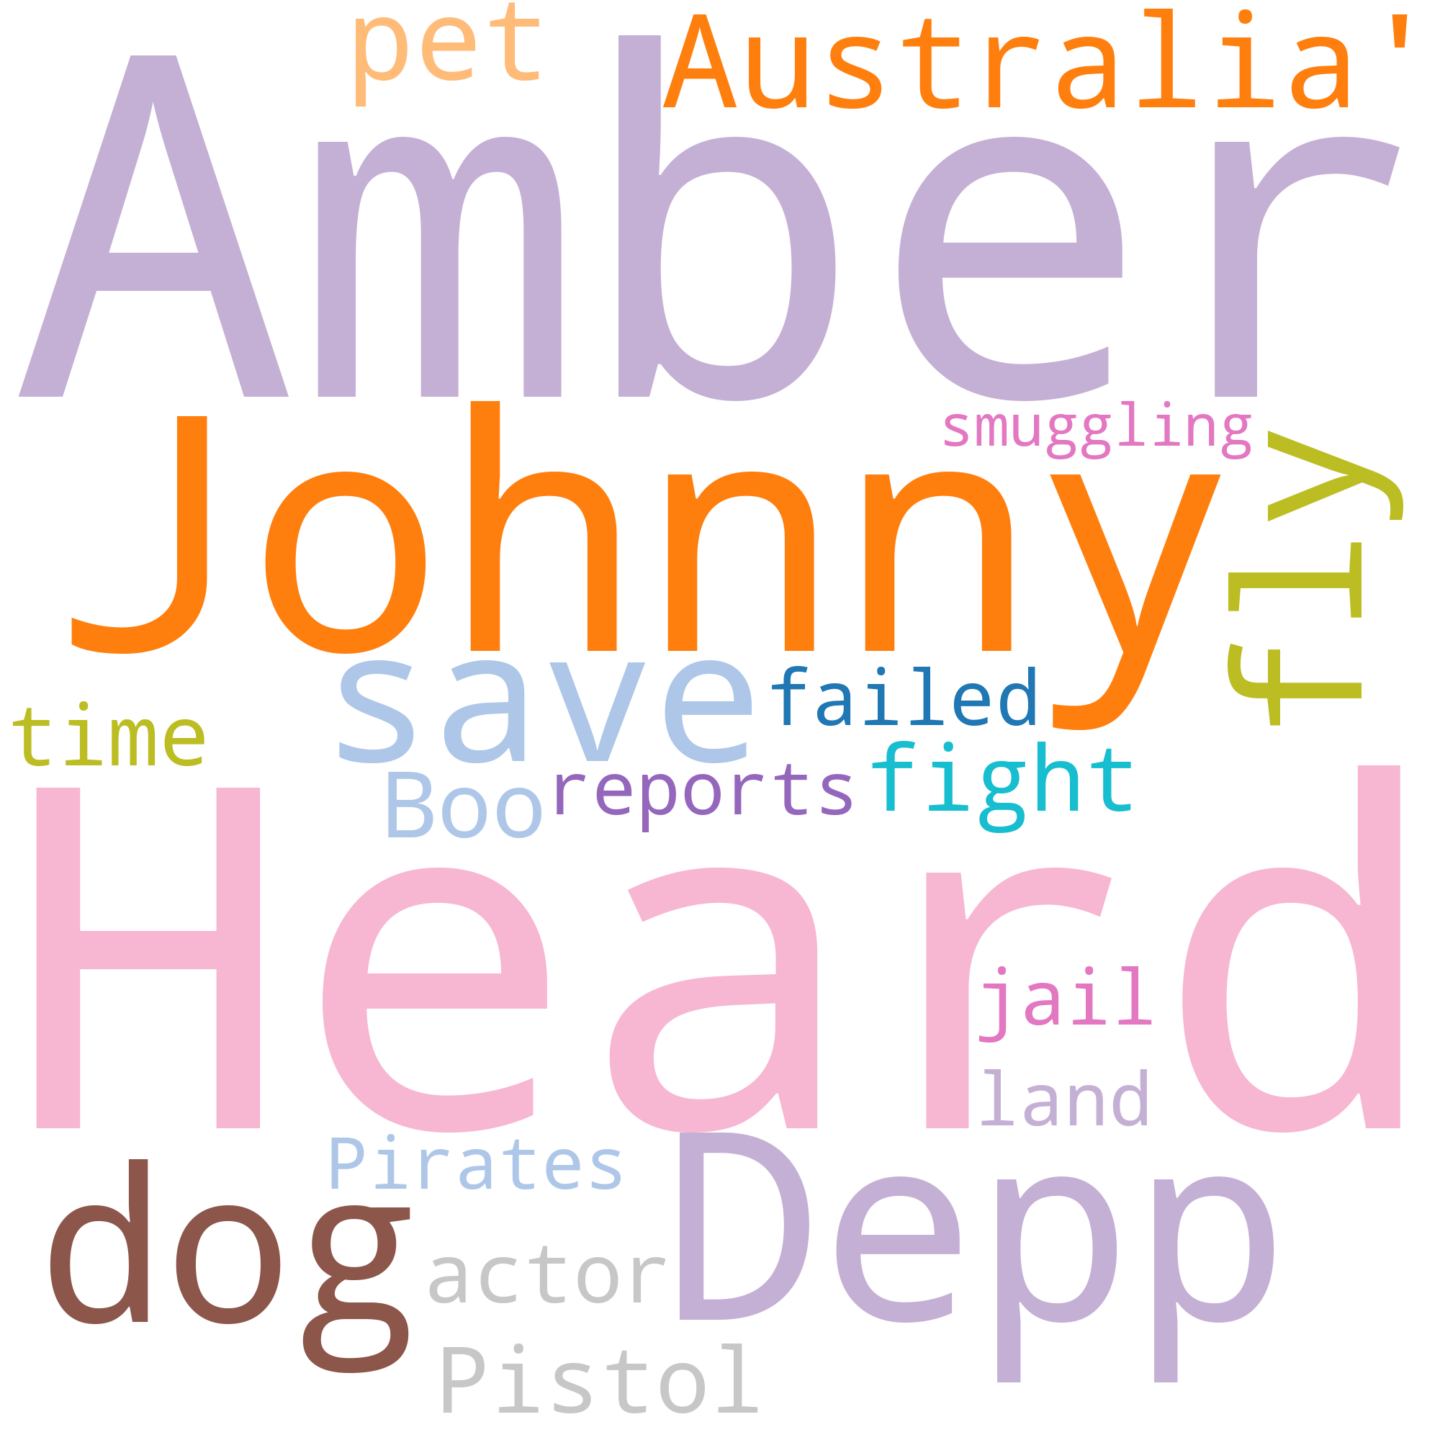 pet
Australia'
Amber
smuggling
Johnny
fly
save
failed
time
Boo
reports
fight
Heard
jail
land
Pirates
dog
actor
Depp
Pistol